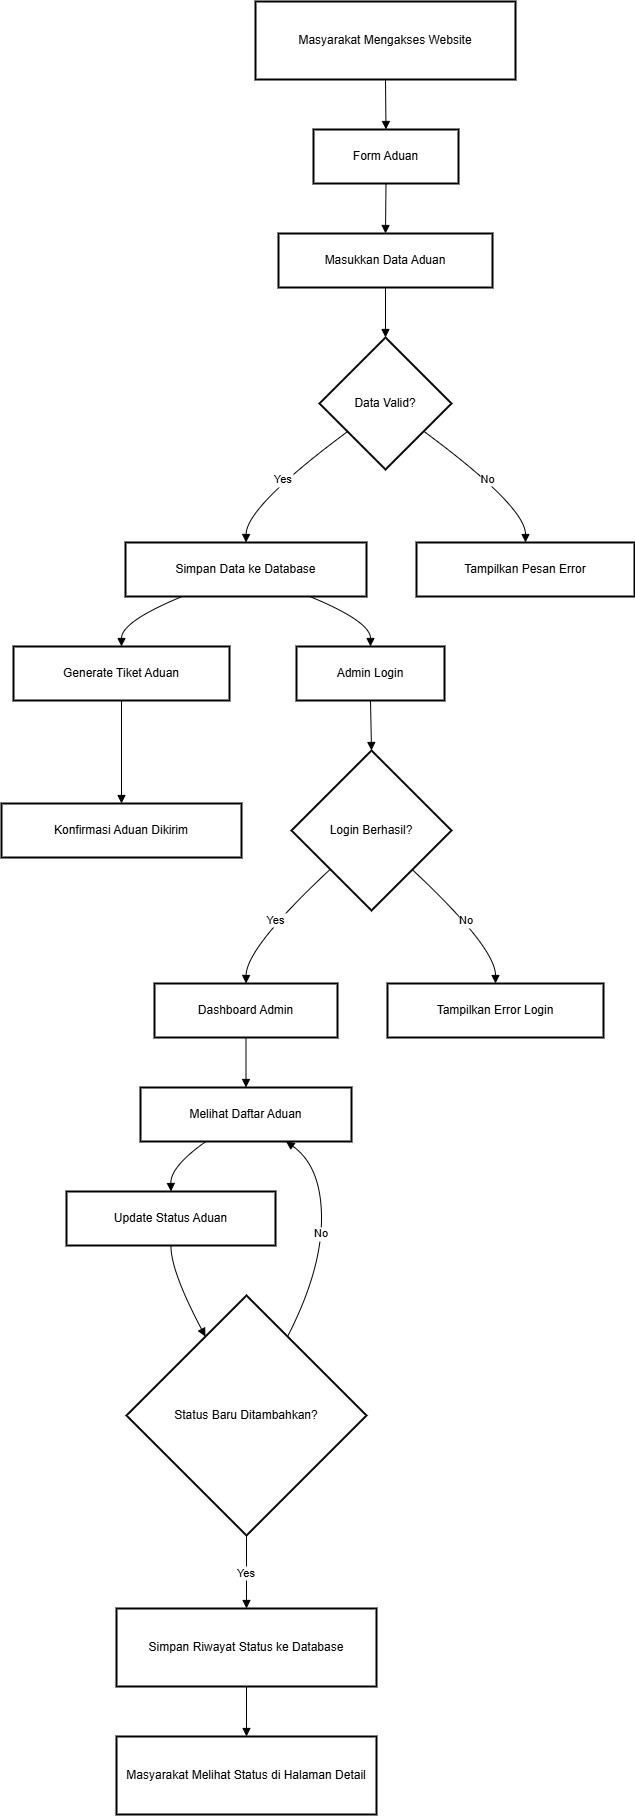 Masyarakat Mengakses Website
Form Aduan
Masukkan Data Aduan
Data Valid?
Yes
No
Simpan Data ke Database
Tampilkan Pesan Error
Generate Tiket Aduan
Admin Login
Konfirmasi Aduan Dikirim
Login Berhasil?
Yes
No
Dashboard Admin
Tampilkan Error Login
Melihat Daftar Aduan
Update Status Aduan
No
Status Baru Ditambahkan?
Yes
Simpan Riwayat Status ke Database
Masyarakat Melihat Status di Halaman Detail